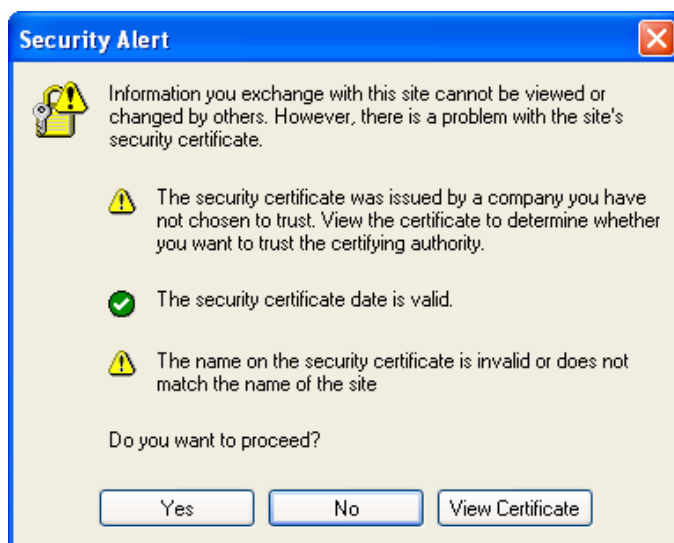 Security Alert
Information you exchange with this site cannot be viewed or
changed by others. However, there is a problem with the site's
security certificate.
The security certificate was issued by a company you have
not chosen to trust. View the certificate to determine whether
you want to trust the certifying authority.
The security certificate date is valid.
The name on the security certificate is invalid or does not
match the name of the site
Do you want to proceed?
Yes No View Certificate